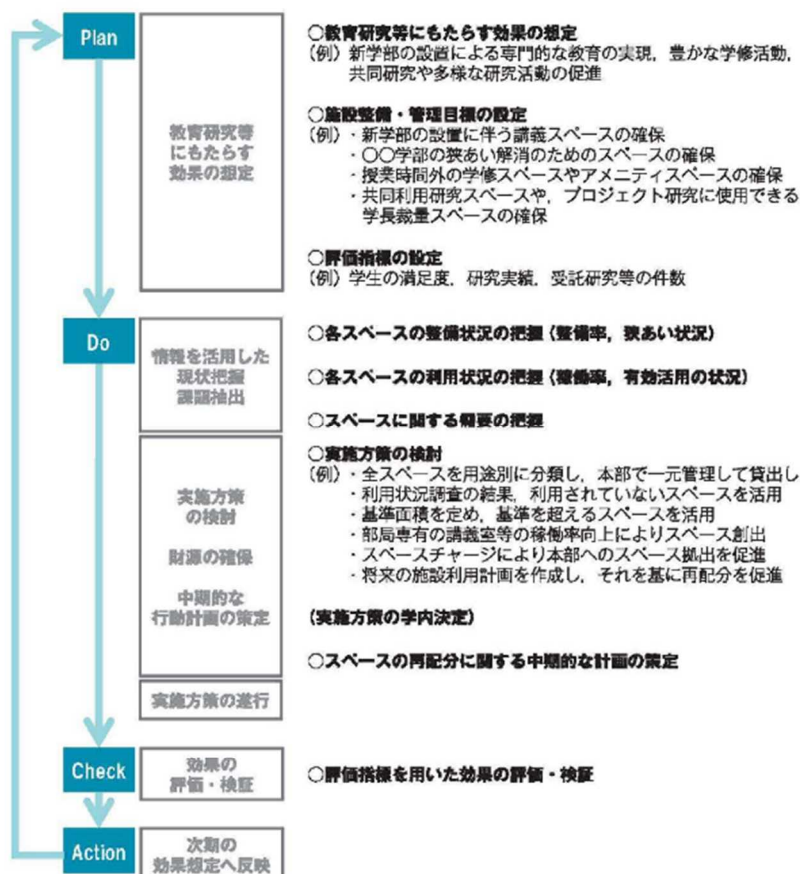 Plan
教育研究等
にもたらす
効果の想定
○教育研究等にもたらす効果の想定
(例) 新学部の設置による専門的な教育の実現，豊かな学修活動，
共同研究や多様な研究活動の促進
○施設整備・管理目標の設定
(例)・新学部の設置に伴う講義スペースの確保
・○○学部の狭あい解消のためのスペースの確保
・授業時間外の学修スペースやアメニティスペースの確保
・共同利用研究スペースや，プロジェクト研究に使用できる
学長裁量スペースの確保
○評価指標の設定
(例) 学生の満足度，研究実績，受託研究等の件数
Do
情報を活用した
現状把握
課題抽出
○各スペースの整備状況の把握（整備率，狭あい状況）
○各スペースの利用状況の把握（稼働率，有効活用の状況）
○スペースに関する需要の把握
実施方策
の検討
財源の確保
中期的な
行動計画の策定
○実施方策の検討
(例)・全スペースを用途別に分類し，本部で一元管理して貸出し
・利用状況調査の結果，利用されていないスペースを活用
・基準面積を定め，基準を超えるスペースを活用
・部局専有の講義室等の稼働率向上によりスペース創出
・スペースチャージにより本部へのスペース拠出を促進
・将来の施設利用計画を作成し，それを基に再配分を促進
(実施方策の学内決定)
○スペースの再配分に関する中期的な計画の策定
実施方策の遂行
Check
効果の
評価・検証
○評価指標を用いた効果の評価・検証
Action
次期の
効果想定へ反映